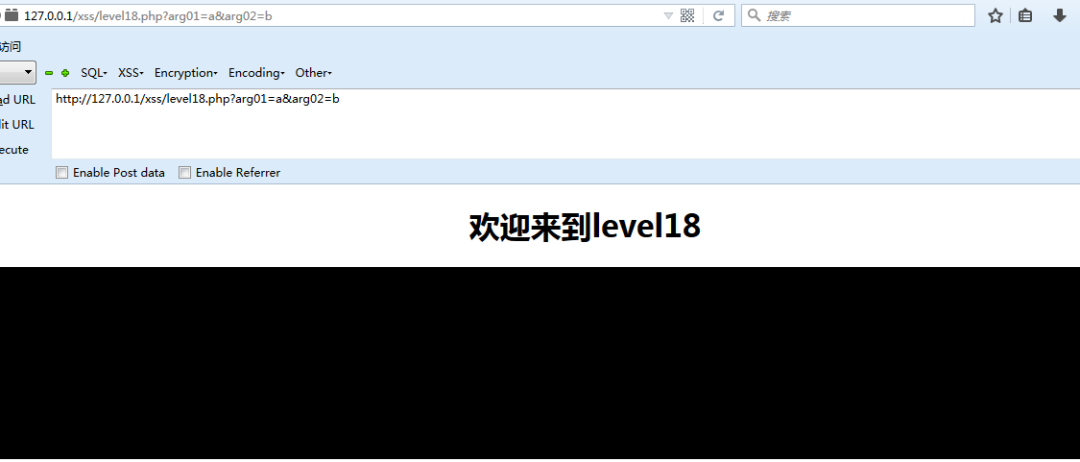 127.0.0.1/xss/level18.php?arg01=a&arg02=b
搜索
访问
SQL▾ XSS▾ Encryption▾ Encoding▾ Other▾
ad URL
http://127.0.0.1/xss/level18.php?arg01=a&arg02=b
lit URL
ecute
Enable Post data Enable Referrer
欢迎来到level18